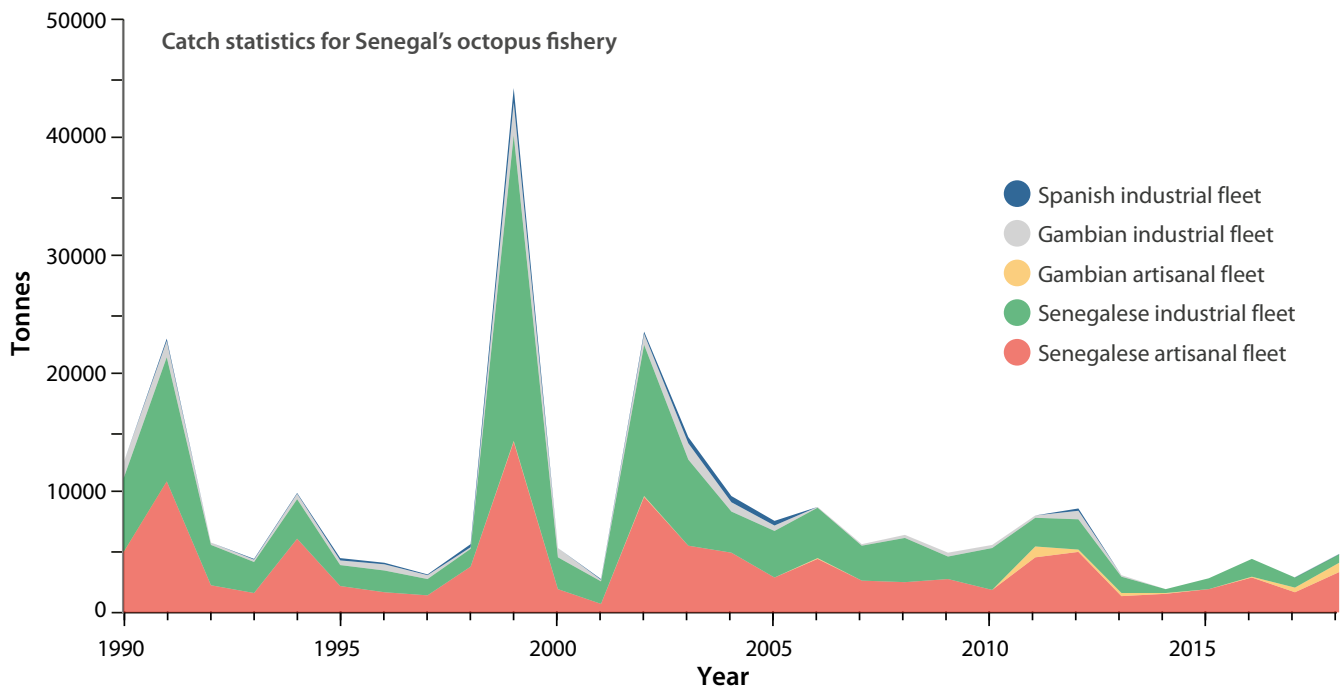 Catch statistics for Senegal's octopus fishery
50000
40000
30000
20000
10000
0
Tonnes
Spanish industrial fleet
Gambian industrial fleet
Gambian artisanal fleet
Senegalese industrial fleet
Senegalese artisanal fleet
1990
1995
2000
2005
2010
2015
Year